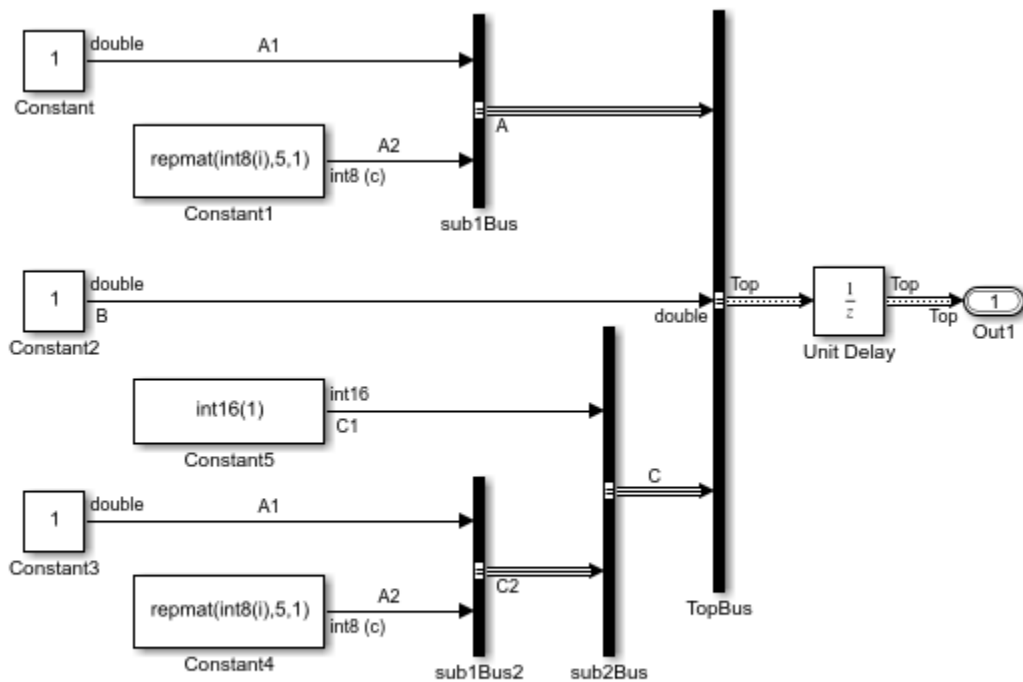 double
A1
1
Constant
A
repmat(int8(i),5,1)
A2
int8 (c)
Constant1
sub1Bus
double
1
B
Constant2
double
Top
1
z
Top
Top
1
Unit Delay
Out1
int16(1)
int16
C1
Constant5
double
A1
1
Constant3
C
C2
repmat(int8(i),5,1)
A2
int8 (c)
Constant4
sub1Bus2
sub2Bus
TopBus